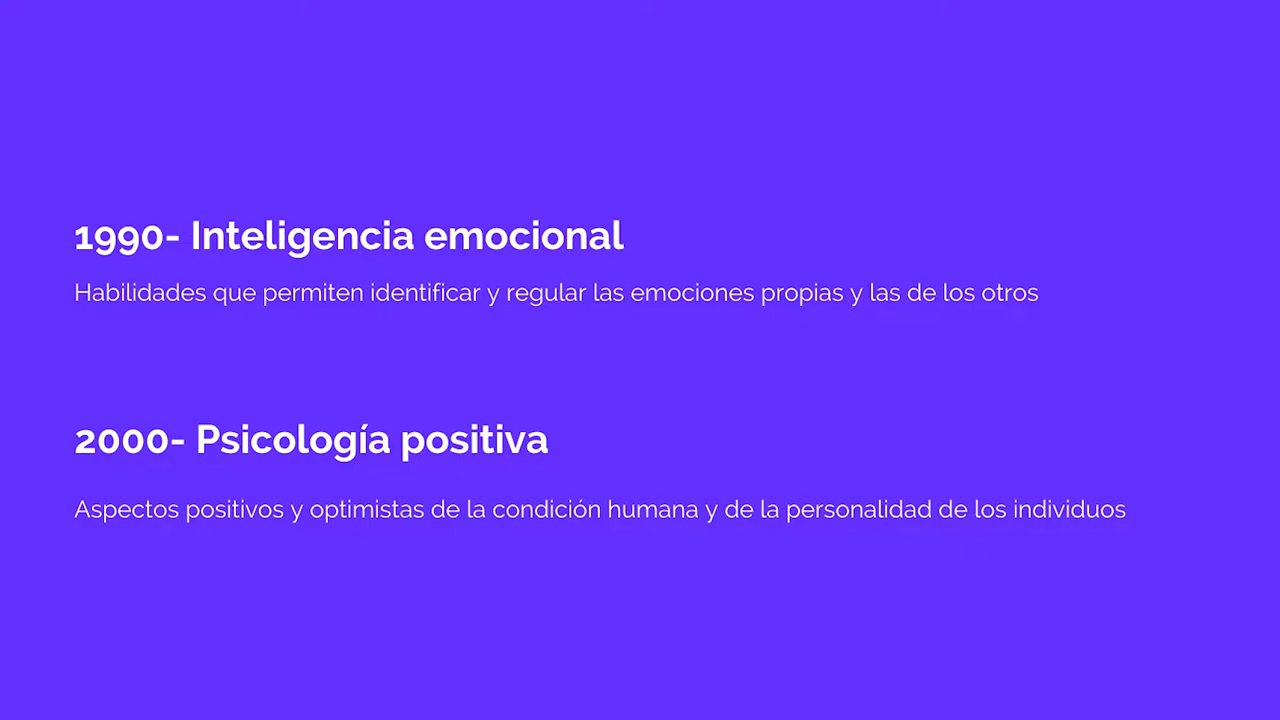 1990- Inteligencia emocional
Habilidades que permiten identificar y regular las emociones propias y las de los otros
2000- Psicología positiva
Aspectos positivos y optimistas de la condición humana y de la personalidad de los individuos